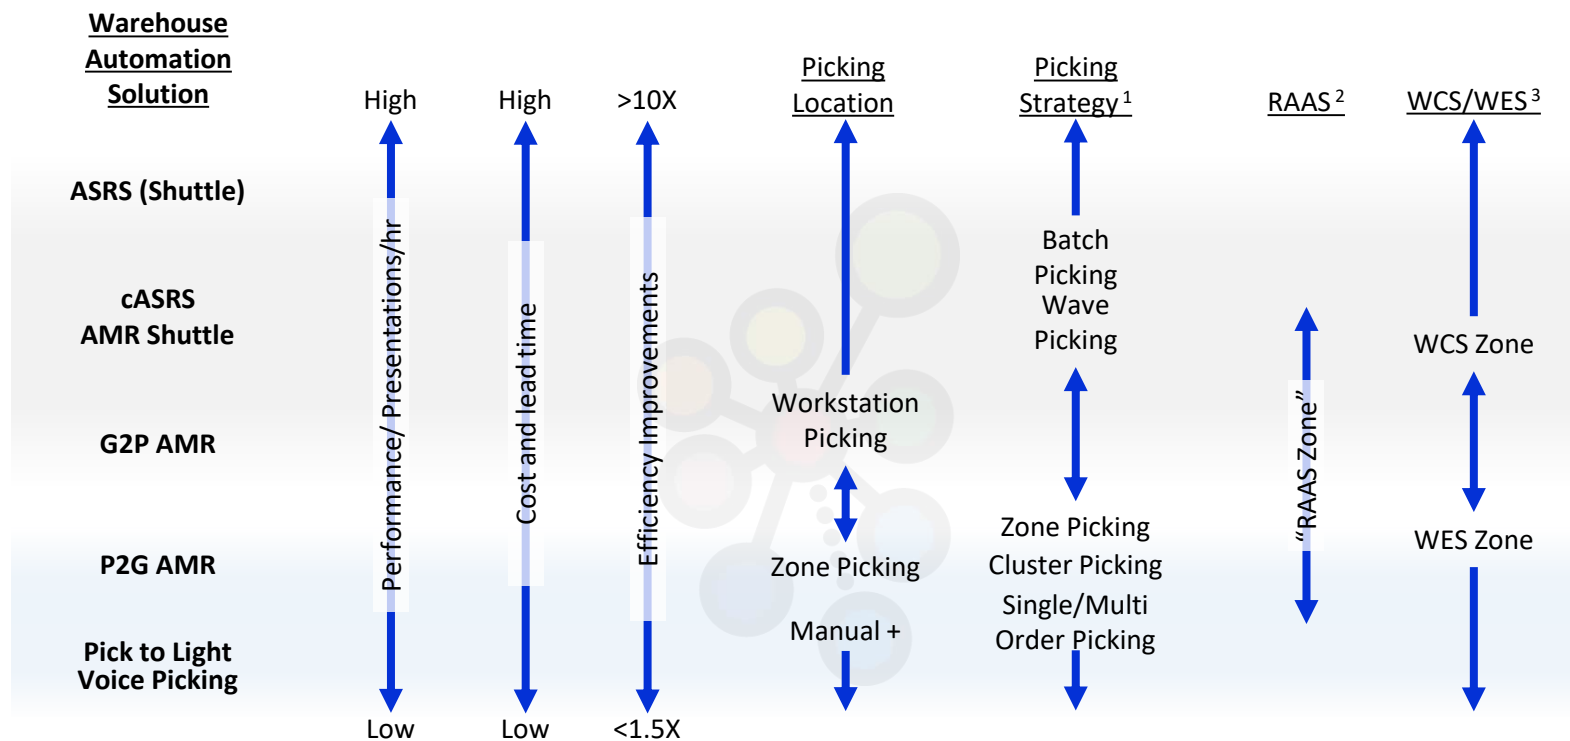 Warehouse
Automation
Solution
High
High
>10X
Picking
Location
Picking
Strategy 1
RAAS 2
WCS/WES 3
ASRS (Shuttle)
cASRS
AMR Shuttle
G2P AMR
P2G AMR
Pick to Light
Voice Picking
Performance/ Presentations/hr
Cost and lead time
Efficiency Improvements
Workstation
Picking
Zone Picking
Manual +
Batch
Picking
Wave
Picking
Zone Picking
Cluster Picking
Single/Multi
Order Picking
“RAAS Zone”
WCS Zone
WES Zone
Low
Low
<1.5X